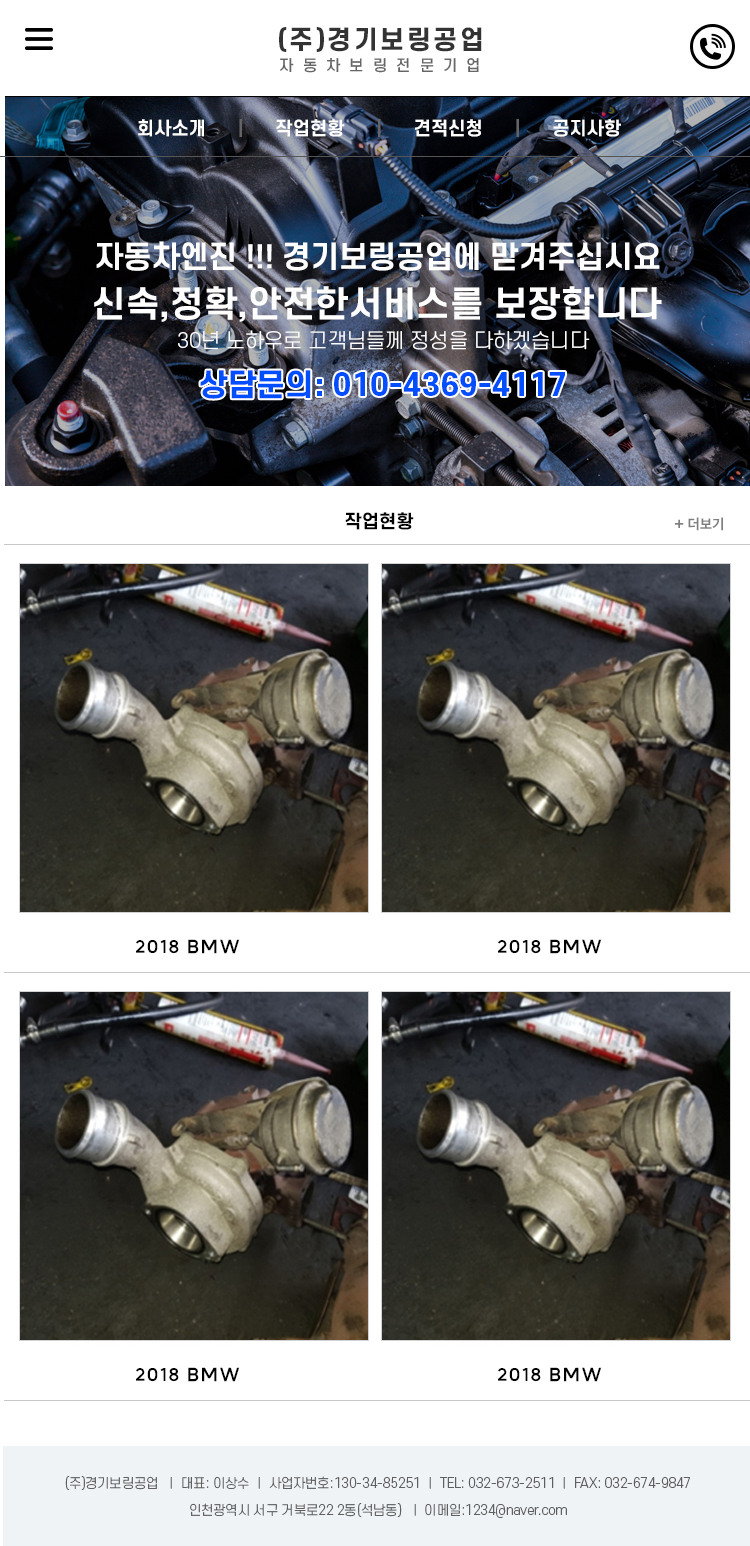 (주)경기보링공업
자동차보링전문기업
회사소개 | 작업현황 | 견적신청 | 공지사항
자동차엔진 !!! 경기보링공업에 맡겨주십시요
신속,정확,안전한서비스를 보장합니다
30년 노하우로 고객님들께 정성을 다하겠습니다
상담문의: 010-4369-4117
작업현황
+ 더보기
2018 BMW
2018 BMW
2018 BMW
2018 BMW
(주)경기보링공업 | 대표: 이상수 | 사업자번호:130-34-85251 | TEL: 032-673-2511 | FAX: 032-674-9847
인천광역시 서구 거북로22 2동(석남동) | 이메일:1234@naver.com